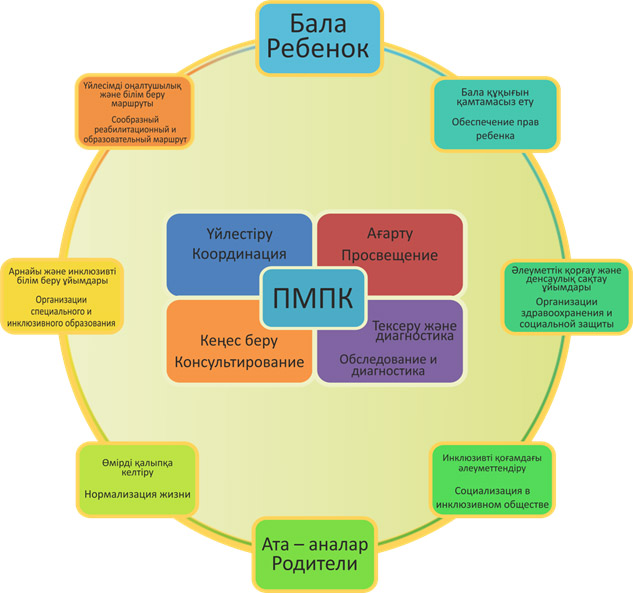 Бала
Ребенок
Үйлесімді оңалтушылық
және білім беру
маршруты
Сообразный
реабилитационный и
образовательный маршрут
Бала құқығын
қамтамасыз ету
Обеспечение прав
ребенка
Үйлестіру
Координация
Ағарту
Просвещение
ПМПК
Кеңес беру
Консультирование
Тексеру және
диагностика
Обследование и
диагностика
Арнайы және инклюзивті
білім беру ұйымдары
Организации
специального и
инклюзивного образования
Әлеуметтік қорғау және
денсаулық сақтау
ұйымдары
Организации
здравоохранения и
социальной защиты
Өмірді қалыпқа
келтіру
Нормализация жизни
Инклюзивті қоғамдағы
әлеуметтендіру
Социализация в
инклюзивном обществе
Ата – аналар
Родители